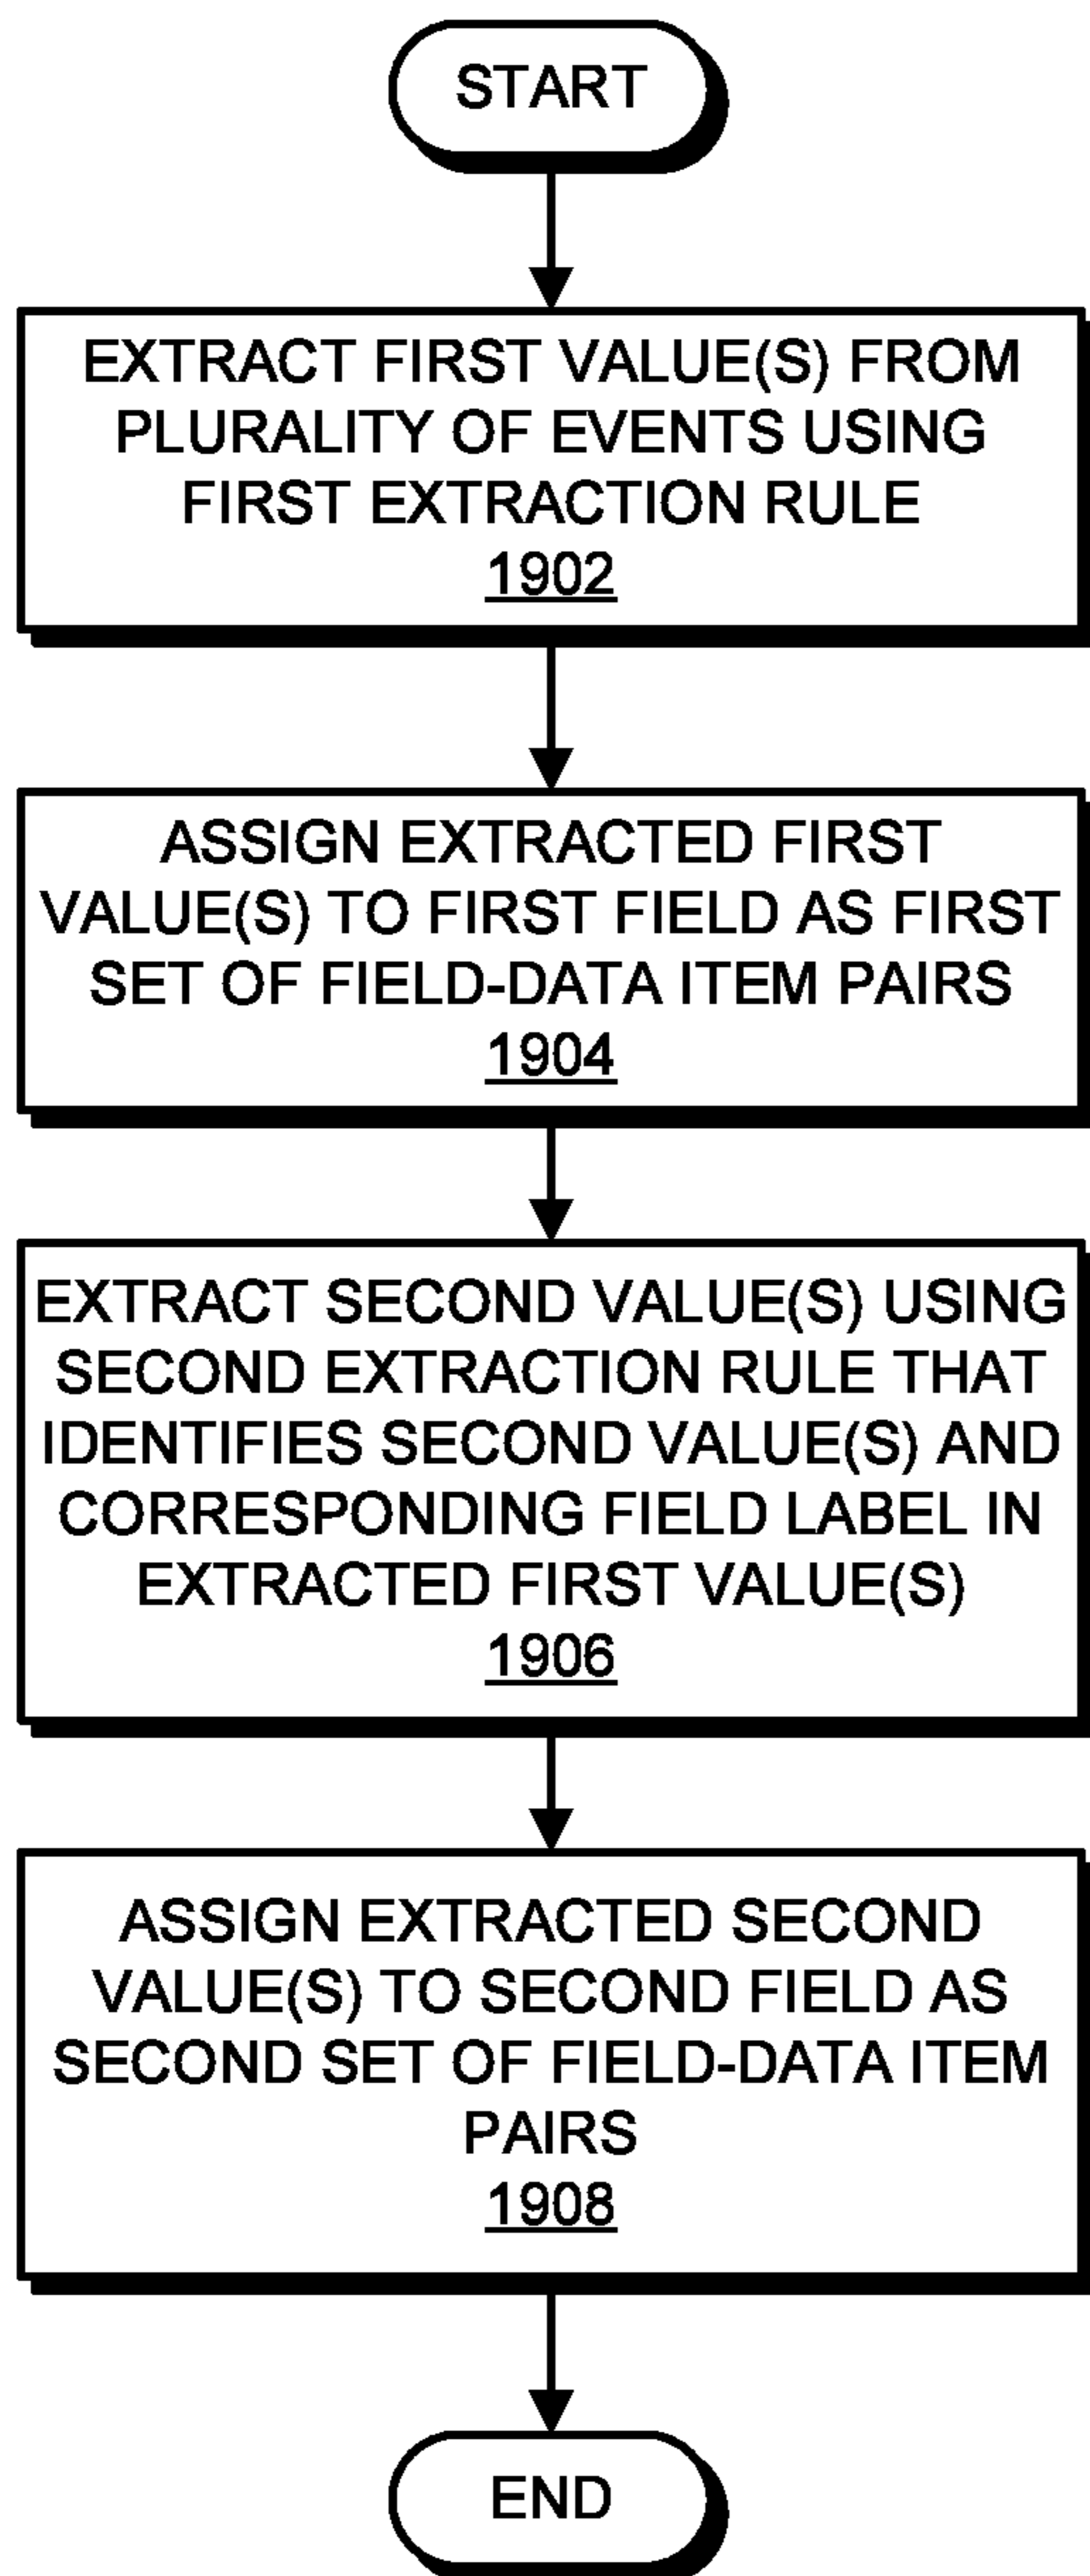 START
EXTRACT FIRST VALUE(S) FROM
PLURALITY OF EVENTS USING
FIRST EXTRACTION RULE
1902
ASSIGN EXTRACTED FIRST
VALUE(S) TO FIRST FIELD AS FIRST
SET OF FIELD-DATA ITEM PAIRS
1904
EXTRACT SECOND VALUE(S) USING
SECOND EXTRACTION RULE THAT
IDENTIFIES SECOND VALUE(S) AND
CORRESPONDING FIELD LABEL IN
EXTRACTED FIRST VALUE(S)
1906
ASSIGN EXTRACTED SECOND
VALUE(S) TO SECOND FIELD AS
SECOND SET OF FIELD-DATA ITEM
PAIRS
1908
END